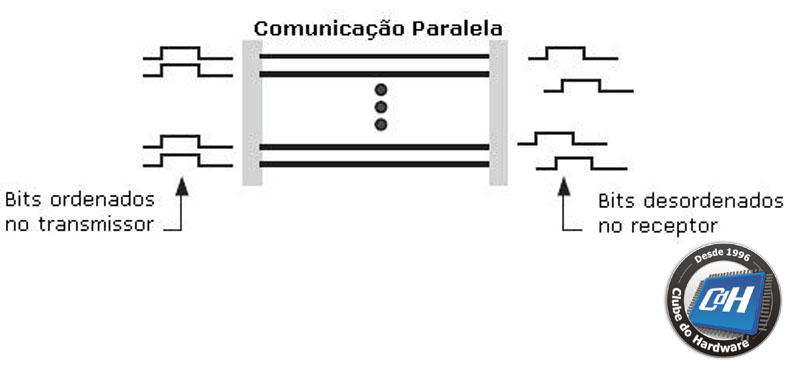 Comunicação Paralela
Bits ordenados
no transmissor
Bits desordenados
no receptor
Desde 1996
CdH
Clube do Hardware